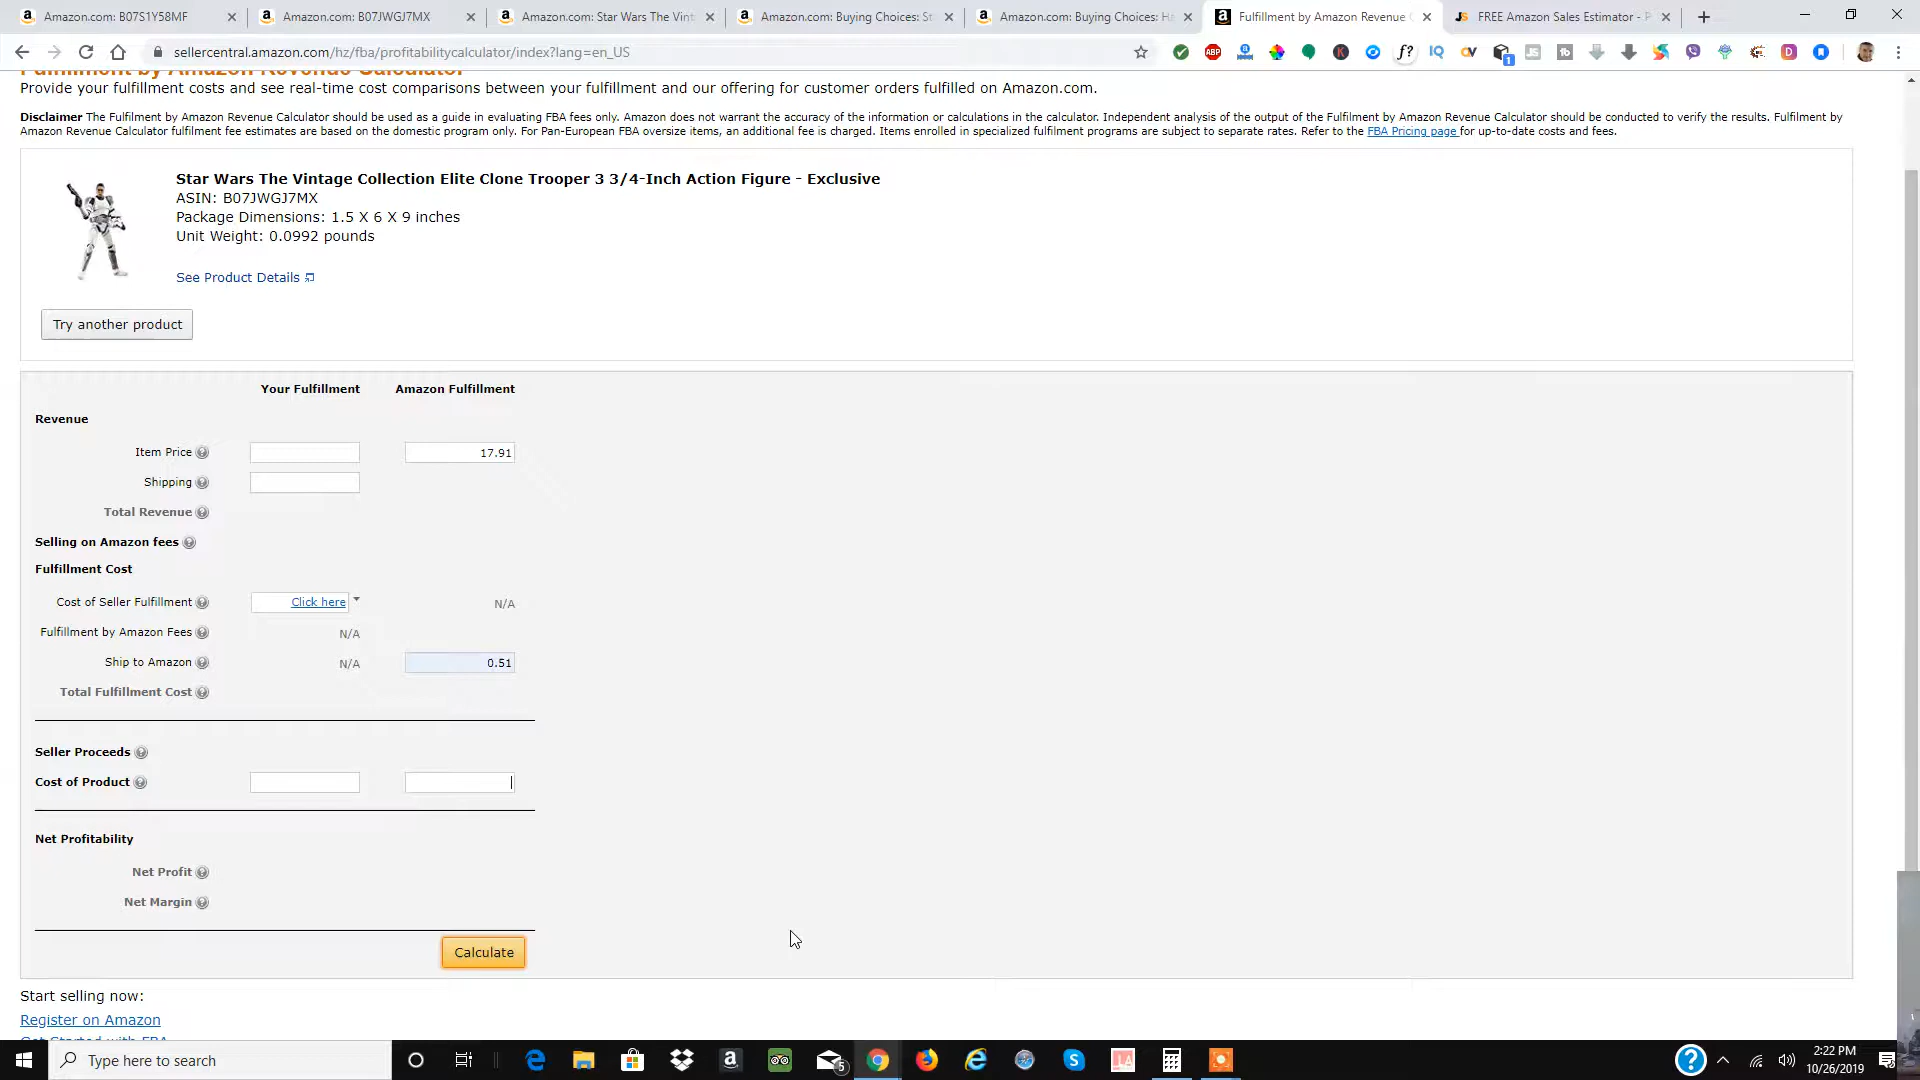 Amazon.com: B07S1Y58MF
Amazon.com: B07JWGJ7MX
Amazon.com: Star Wars The Vint
Amazon.com: Buying Choices: St
Amazon.com: Buying Choices: Ha
Fulfillment by Amazon Revenue C
FREE Amazon Sales Estimator - P
sellercentral.amazon.com/hz/fba/profitabilitycalculator/index?lang=en_US
Fulfillment by Amazon Revenue Calculator
Provide your fulfillment costs and see real-time cost comparisons between your fulfillment and our offering for customer orders fulfilled on Amazon.com.
Disclaimer The Fulfilment by Amazon Revenue Calculator should be used as a guide in evaluating FBA fees only. Amazon does not warrant the accuracy of the information or calculations in the calculator. Independent analysis of the output of the Fulfilment by Amazon Revenue Calculator should be conducted to verify the results. Fulfilment by
Amazon Revenue Calculator fulfilment fee estimates are based on the domestic program only. For Pan-European FBA oversize items, an additional fee is charged. Items enrolled in specialized fulfilment programs are subject to separate rates. Refer to the FBA Pricing page for up-to-date costs and fees.
Star Wars The Vintage Collection Elite Clone Trooper 3 3/4-Inch Action Figure - Exclusive
ASIN: B07JWGJ7MX
Package Dimensions: 1.5 X 6 X 9 inches
Unit Weight: 0.0992 pounds
See Product Details
Try another product
Your Fulfillment Amazon Fulfillment
Revenue
Item Price 17.91
Shipping
Total Revenue
Selling on Amazon fees
Fulfillment Cost
Cost of Seller Fulfillment Click here N/A
Fulfillment by Amazon Fees N/A
Ship to Amazon N/A 0.51
Total Fulfillment Cost
Seller Proceeds
Cost of Product
Net Profitability
Net Profit
Net Margin
Calculate
Start selling now:
Register on Amazon
Get Started with FBA
Type here to search
2:22 PM
10/26/2019